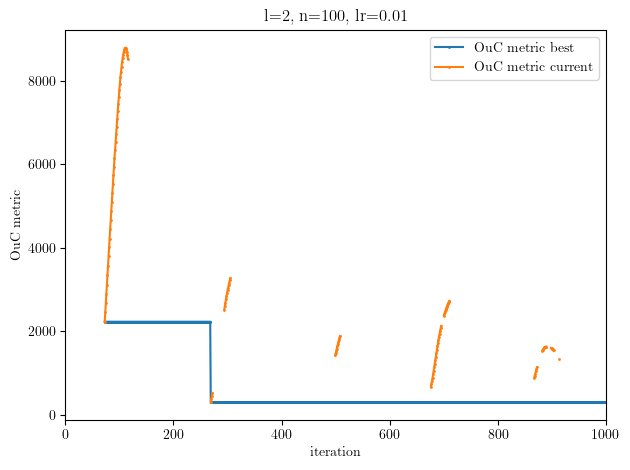 l=2, n=100, lr=0.01
OuC metric best
OuC metric current
8000
6000
4000
2000
0
OuC metric
0 200 400 600 800 1000
iteration